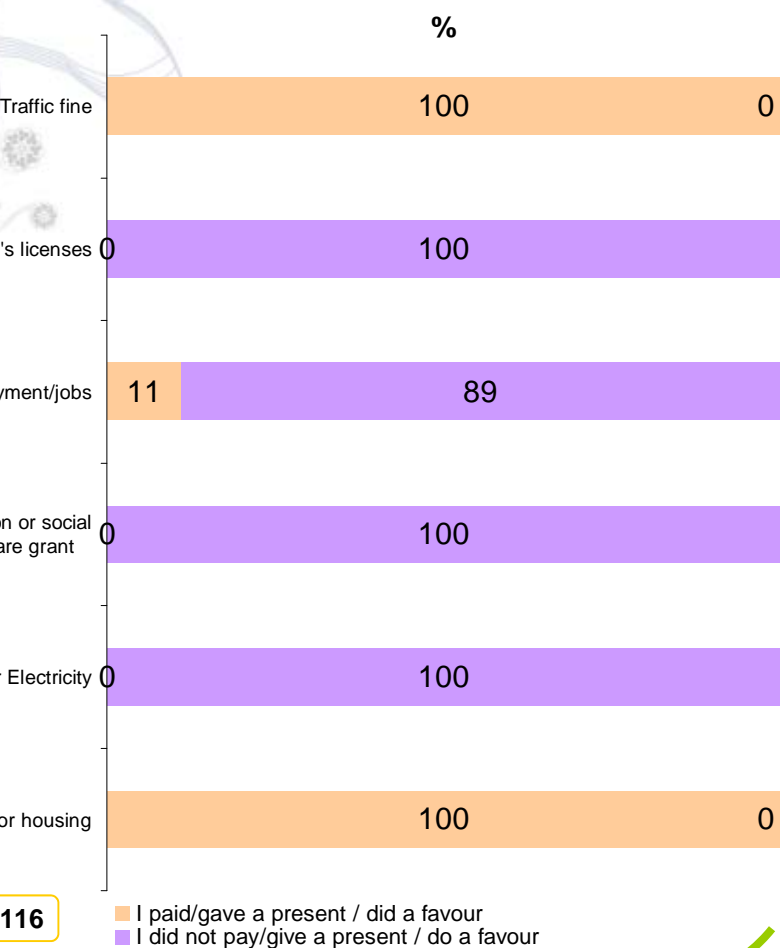 %
Traffic fine
100 0
's licenses 0 100
yment/jobs 11 89
n or social
are grant
0 100
Electricity 0 100
or housing
100 0
116
I paid/gave a present / did a favour
I did not pay/give a present / do a favour